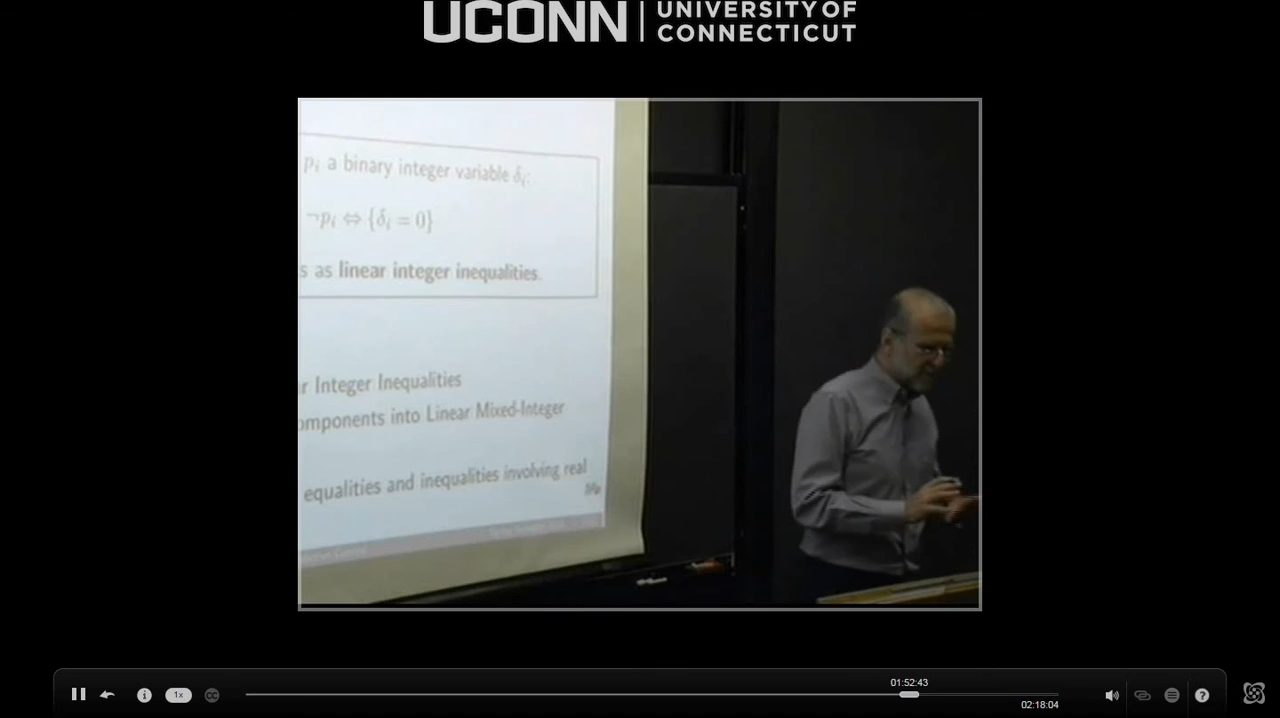 UCONN
UNIVERSITY OF
CONNECTICUT
pᵢ a binary integer variable δᵢ:
¬pᵢ ⇔ {δᵢ = 0}
s as linear integer inequalities.
r Integer Inequalities
omponents into Linear Mixed-Integer
equalities and inequalities involving real
1x
CC
01:52:43
02:18:04